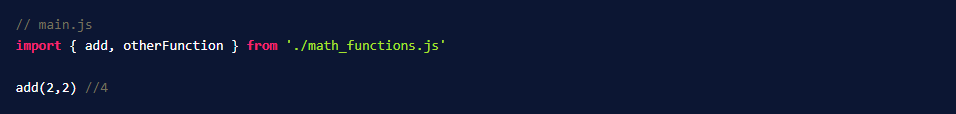 // main.js
import { add, otherFunction } from './math_functions.js'
add(2,2) //4